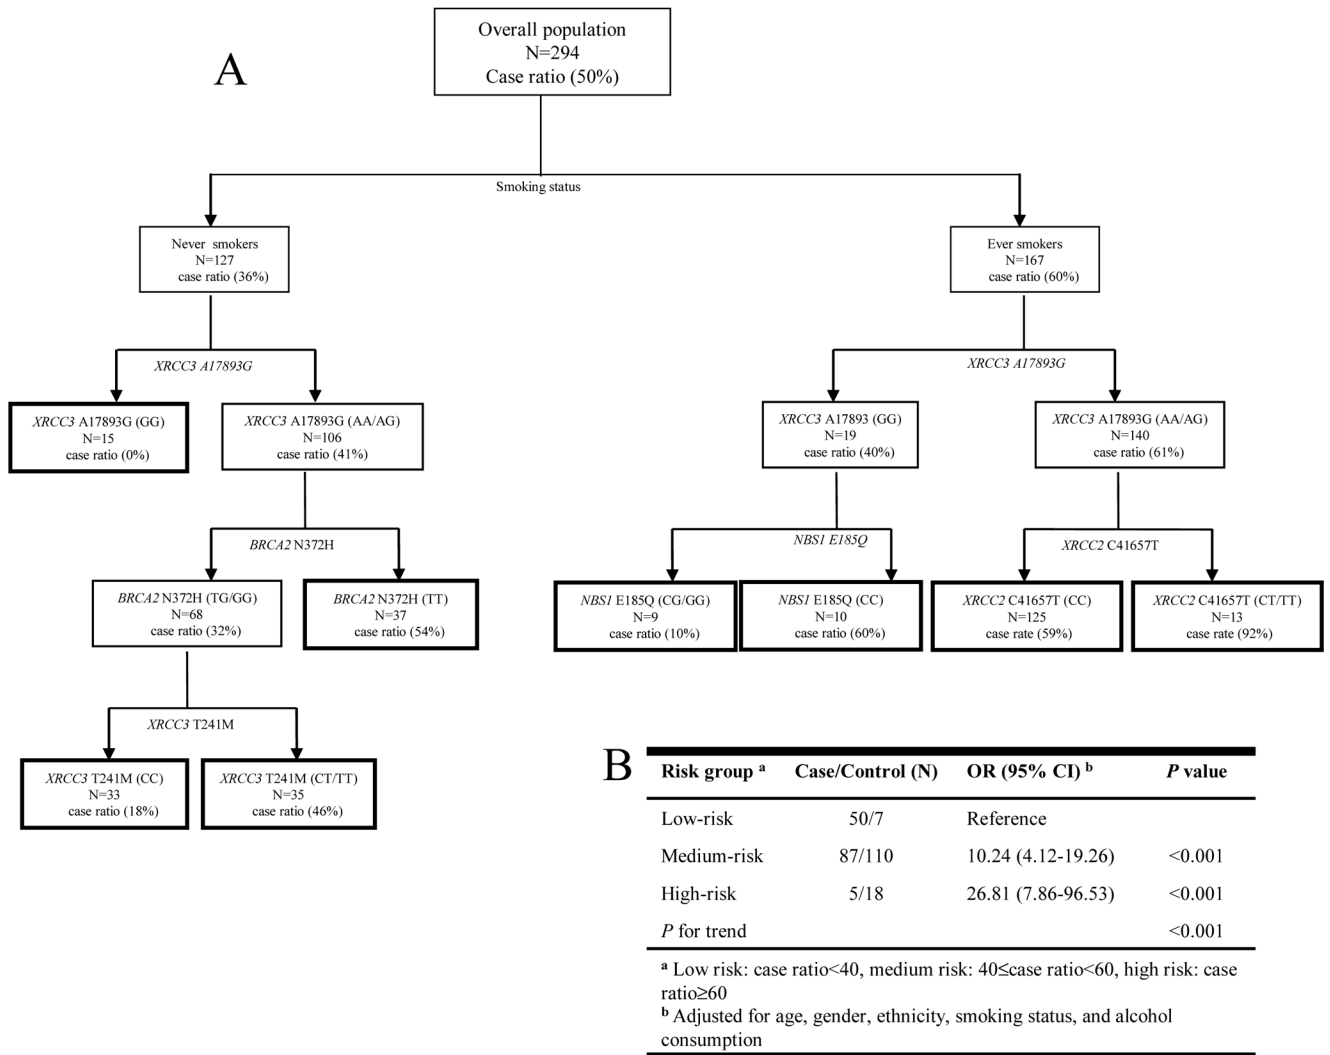 A
Overall population
N=294
Case ratio (50%)
Smoking status
Never smokers
N=127
case ratio (36%)
Ever smokers
N=167
case ratio (60%)
XRCC3 A17893G
XRCC3 A17893G
XRCC3 A17893G (GG)
N=15
case ratio (0%)
XRCC3 A17893G (AA/AG)
N=106
case ratio (41%)
XRCC3 A17893 (GG)
N=19
case ratio (40%)
XRCC3 A17893G (AA/AG)
N=140
case ratio (61%)
BRCA2 N372H
NBS1 E185Q
XRCC2 C41657T
BRCA2 N372H (TG/GG)
N=68
case ratio (32%)
BRCA2 N372H (TT)
N=37
case ratio (54%)
NBS1 E185Q (CG/GG)
N=9
case ratio (10%)
NBS1 E185Q (CC)
N=10
case ratio (60%)
XRCC2 C41657T (CC)
N=125
case rate (59%)
XRCC2 C41657T (CT/TT)
N=13
case rate (92%)
XRCC3 T241M
XRCC3 T241M (CC)
N=33
case ratio (18%)
XRCC3 T241M (CT/TT)
N=35
case ratio (46%)
B
Risk group a Case/Control (N) OR (95% CI) b P value
Low-risk 50/7 Reference
Medium-risk 87/110 10.24 (4.12-19.26) <0.001
High-risk 5/18 26.81 (7.86-96.53) <0.001
P for trend <0.001
a Low risk: case ratio<40, medium risk: 40≤case ratio<60, high risk: case
ratio≥60
b Adjusted for age, gender, ethnicity, smoking status, and alcohol
consumption